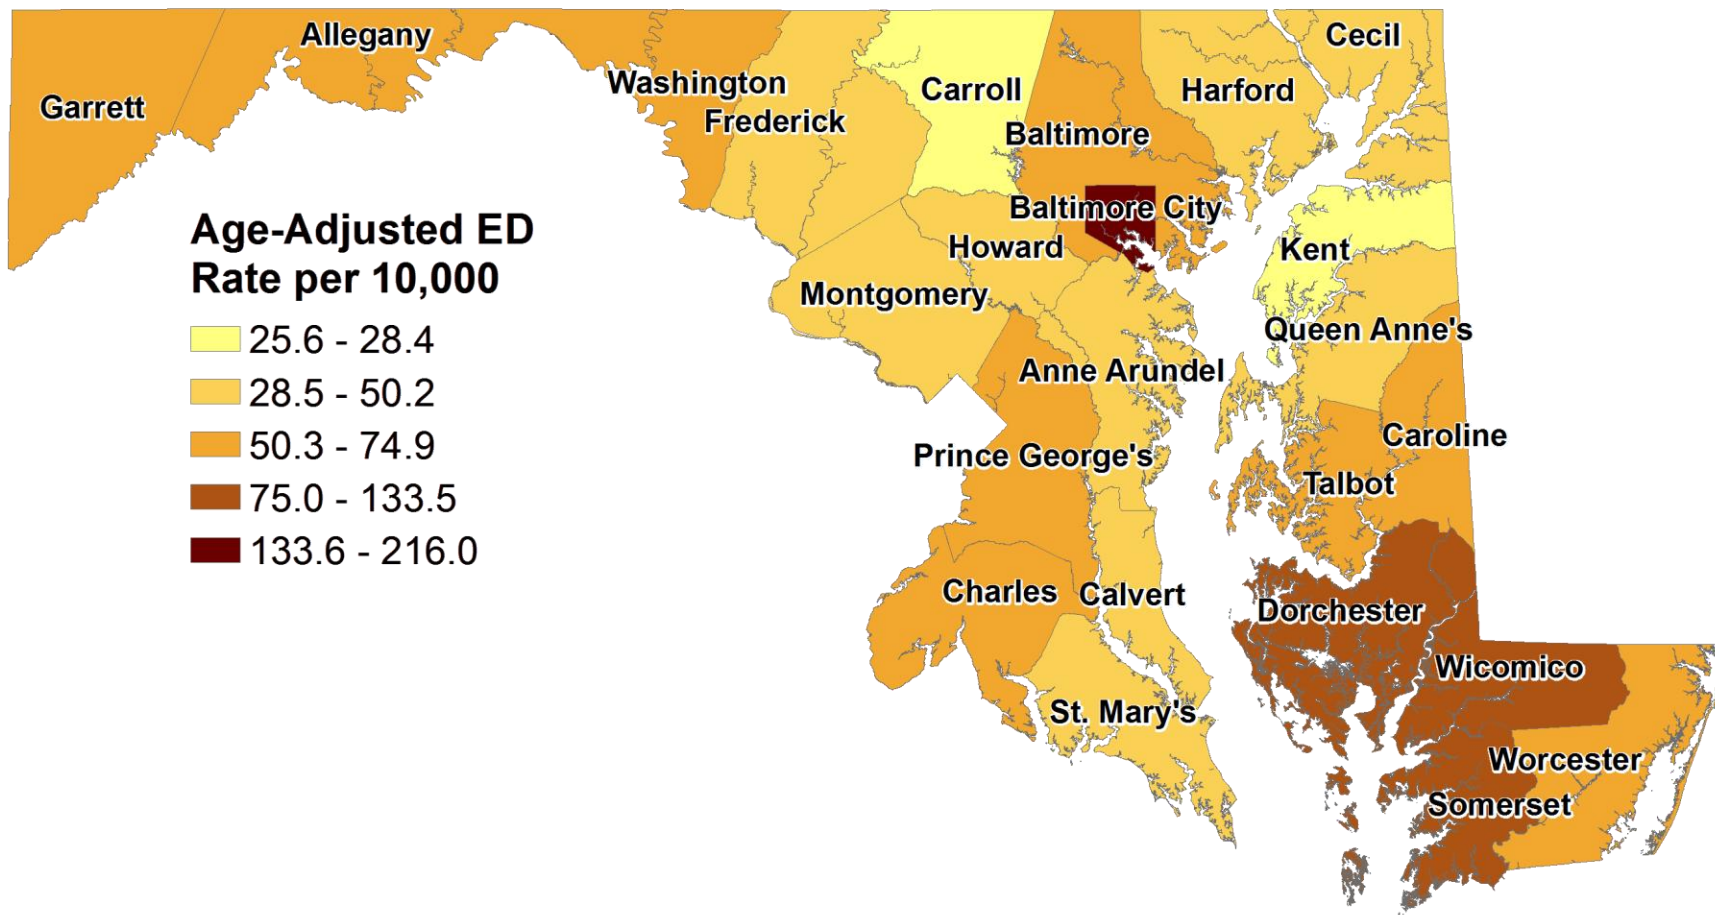 Allegany
Cecil
Garrett
Washington
Carroll
Harford
Frederick
Baltimore
Baltimore City
Howard
Kent
Montgomery
Queen Anne's
Anne Arundel
Caroline
Prince George's
Talbot
Charles
Calvert
Dorchester
Wicomico
St. Mary's
Worcester
Somerset
Age-Adjusted ED
Rate per 10,000
25.6 - 28.4
28.5 - 50.2
50.3 - 74.9
75.0 - 133.5
133.6 - 216.0